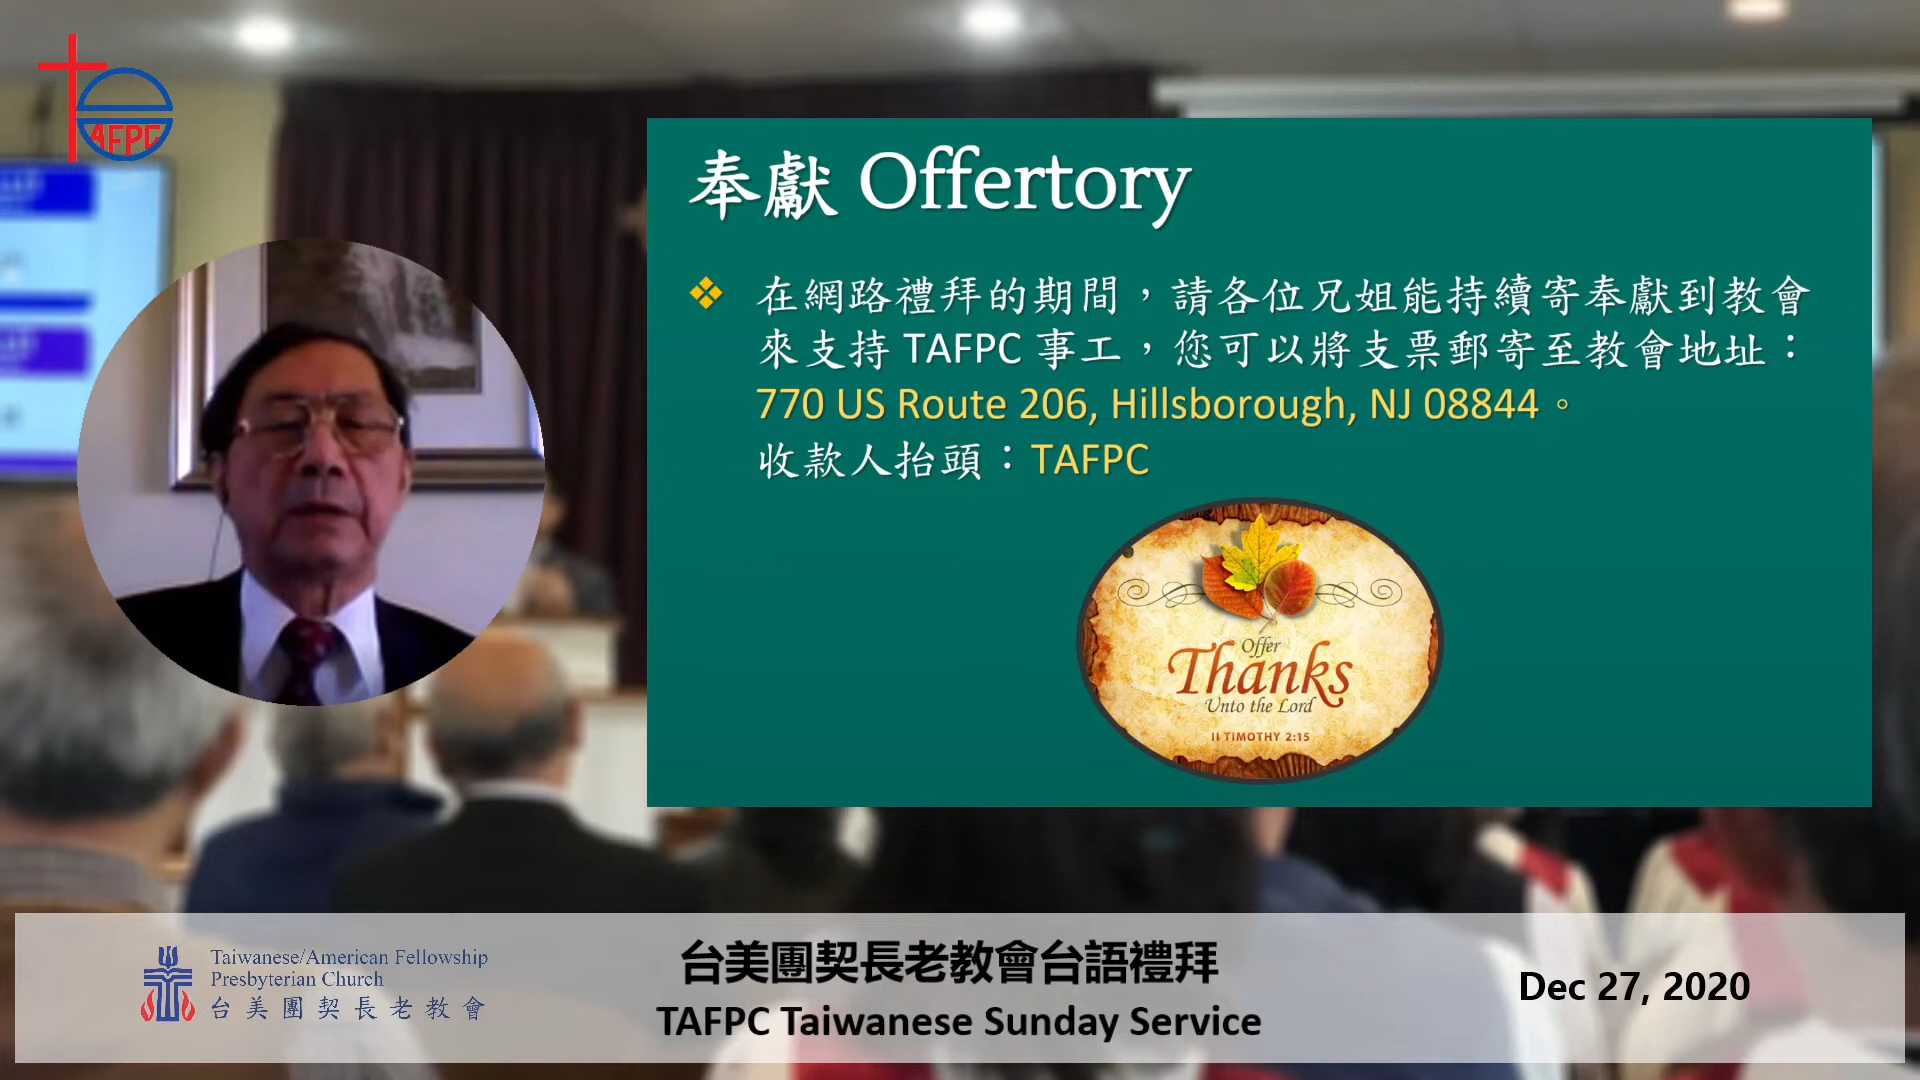 AFPC
奉獻 Offertory
在網路禮拜的期間，請各位兄姐能持續寄奉獻到教會
來支持 TAFPC 事工，您可以將支票郵寄至教會地址：
770 US Route 206, Hillsborough, NJ 08844。
收款人抬頭：TAFPC
Offer
Thanks
Unto the Lord
II TIMOTHY 2:15
Taiwanese/American Fellowship
Presbyterian Church
台美團契長老教會
台美團契長老教會台語禮拜
TAFPC Taiwanese Sunday Service
Dec 27, 2020